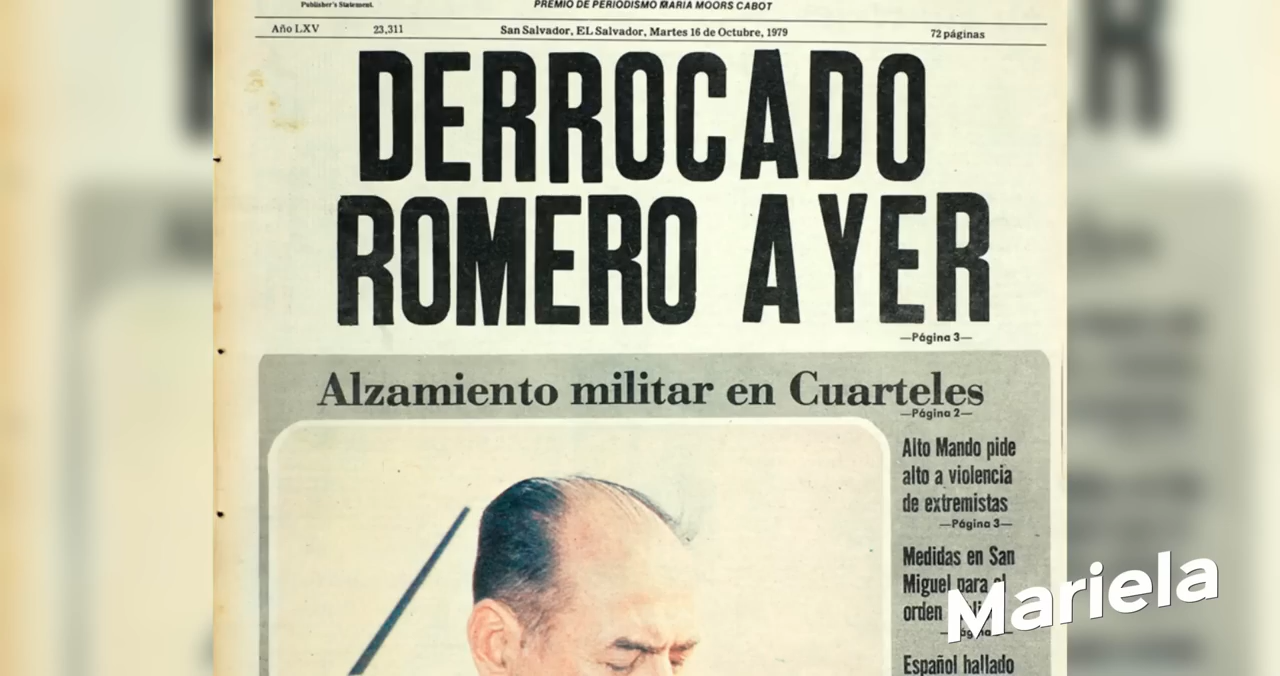 Publisher's Statement.
PREMIO DE PERIODISMO MARIA MOORS CABOT
Año LXV 23,311 San Salvador, EL Salvador, Martes 16 de Octubre, 1979 72 páginas
DERROCADO
ROMERO AYER
—Página 3—
Alzamiento militar en Cuarteles
—Página 2—
Alto Mando pide
alto a violencia
de extremistas
—Página 3—
Medidas en San
Miguel para el
orden
Español hallado
Mariela